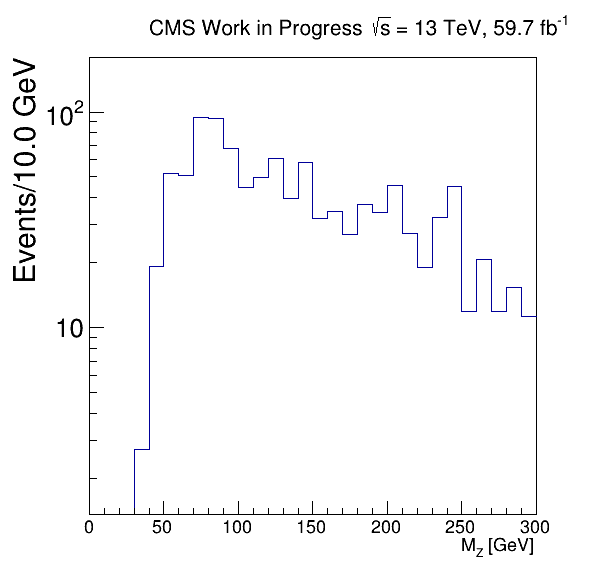 CMS Work in Progress √s = 13 TeV, 59.7 fb⁻¹
Events/10.0 GeV
10²
10
0 50 100 150 200 250 300
M_Z [GeV]